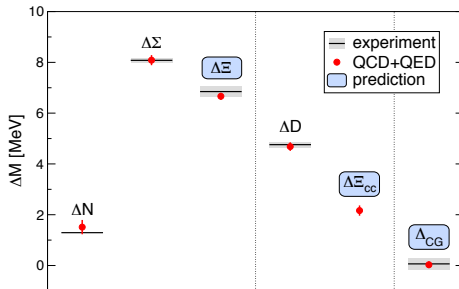 10
8
6
4
2
0
ΔM [MeV]
experiment
QCD+QED
prediction
ΔN
ΔΣ
ΔΞ
ΔD
ΔΞcc
ΔCG